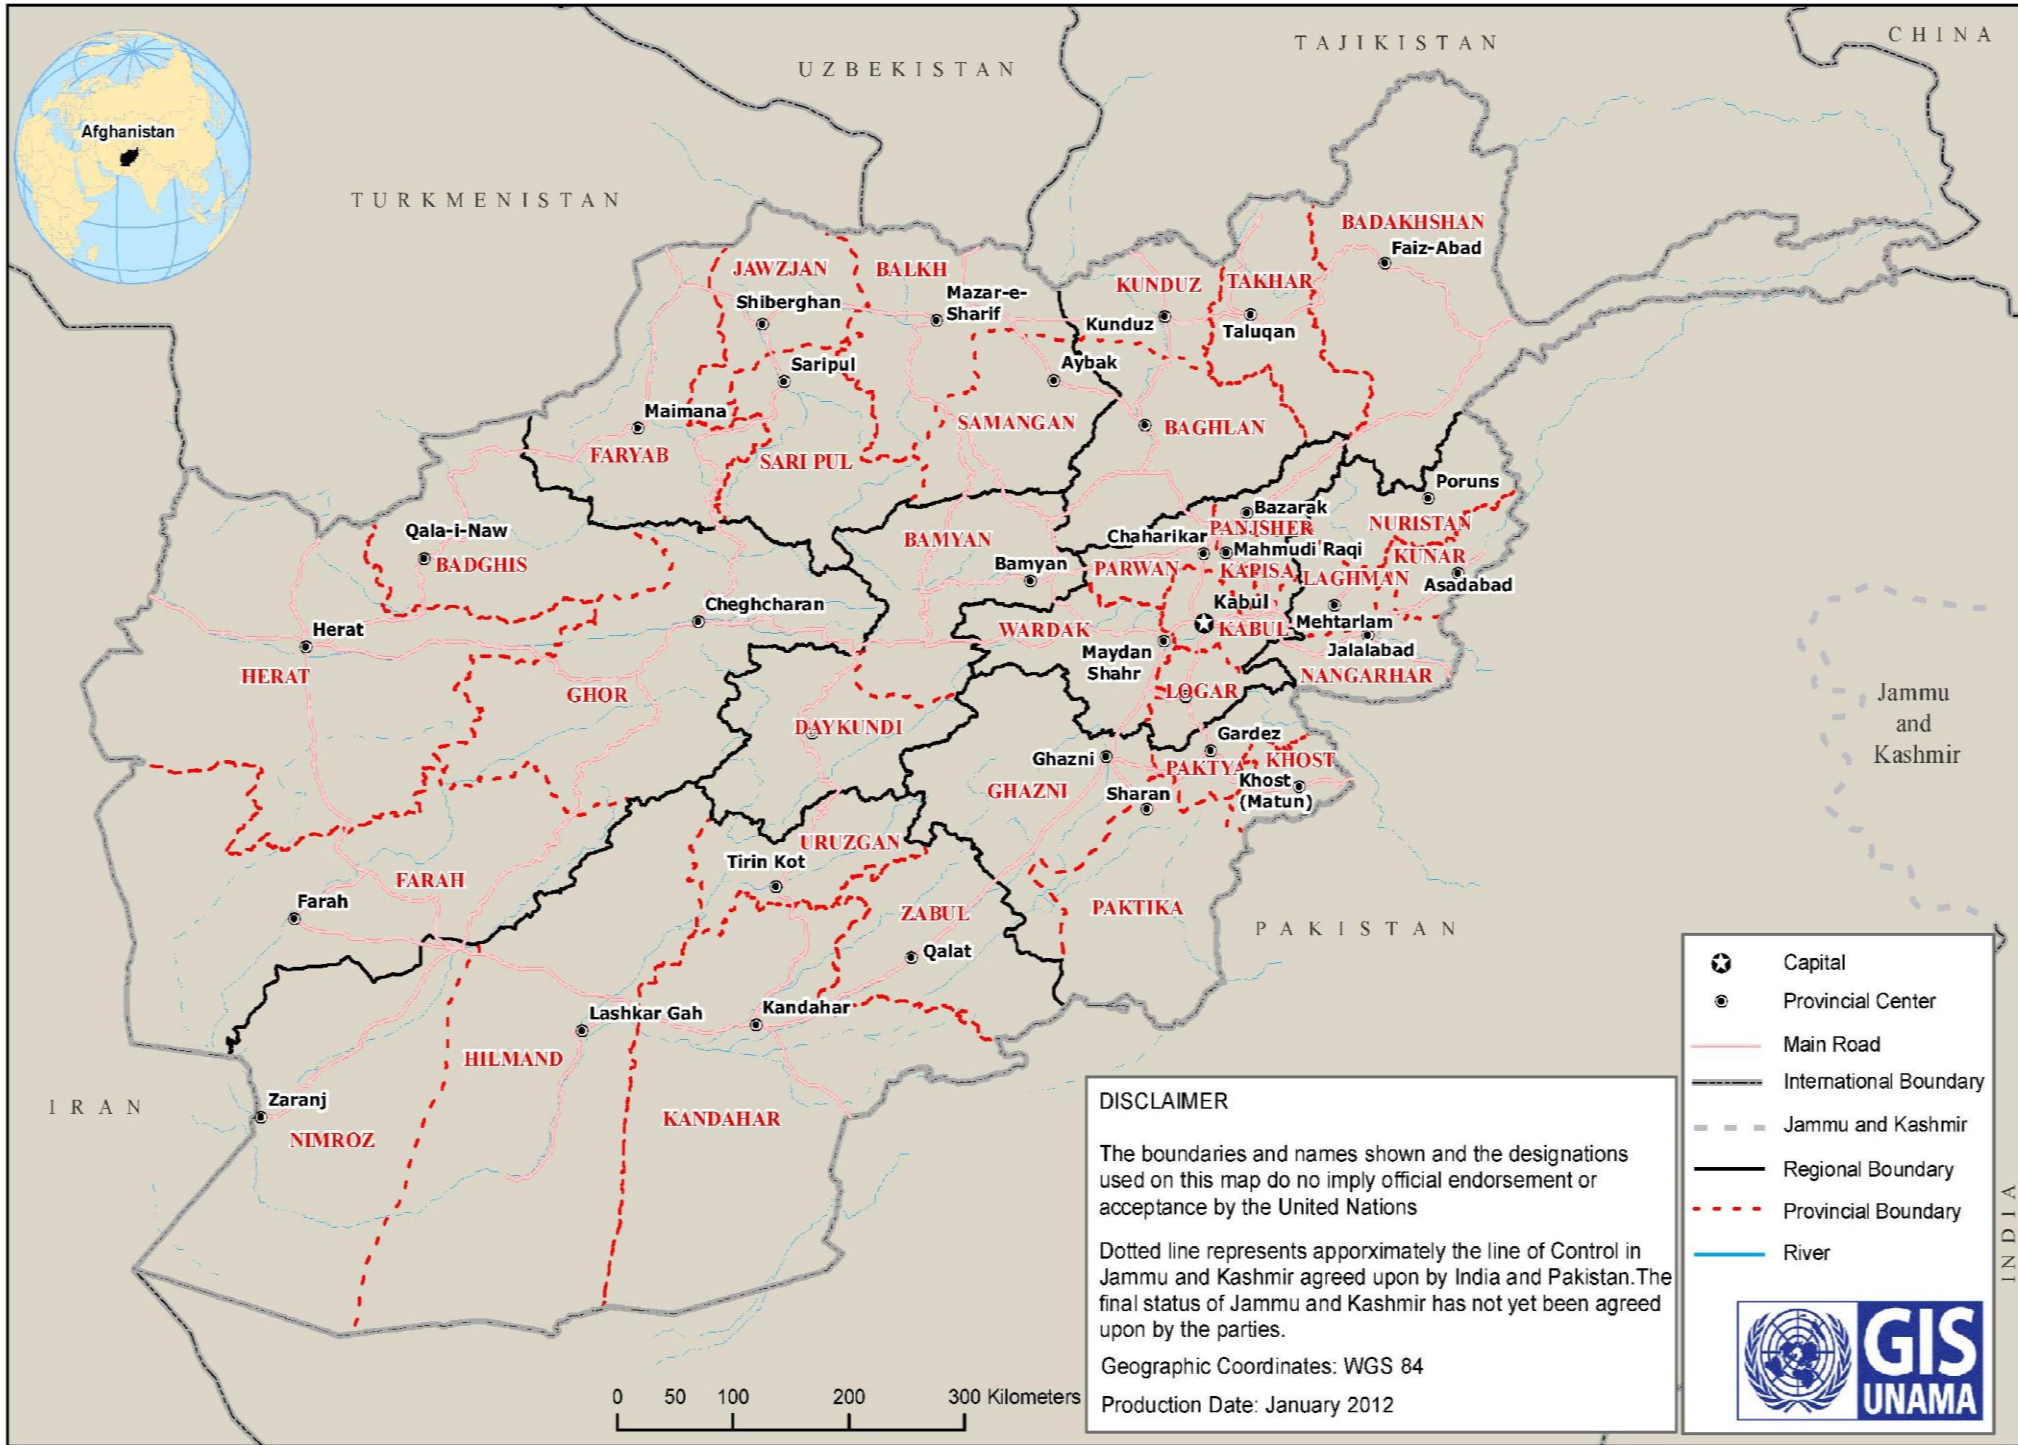 CHINA
TAJIKISTAN
UZBEKISTAN
Afghanistan
TURKMENISTAN
BADAKHSHAN
Faiz-Abad
JAWZJAN
BALKH
KUNDUZ
TAKHAR
Shiberghan
Mazar-e-
Sharif
Kunduz
Taluqan
Saripul
Aybak
Maimana
SAMANGAN
BAGHLAN
FARYAB
SARI PUL
Poruns
Bazarak
NURISTAN
PANJSHER
Qala-i-Naw
BADGHIS
BAMYAN
Chaharikar
Mahmudi Raqi
KUNAR
Bamyan
PARWAN
KAPISA
LAGHMAN
Asadabad
Cheghcharan
Kabul
Herat
WARDAK
KABUL
Mehtarlam
Maydan
Shahr
Jalalabad
HERAT
GHOR
LOGAR
NANGARHAR
Jammu
and
Kashmir
DAYKUNDI
Gardez
Ghazni
PAKTYA
KHOST
GHAZNI
Sharan
Khost
(Matun)
URUZGAN
Tirin Kot
FARAH
Farah
ZABUL
PAKTIKA
PAKISTAN
Qalat
Lashkar Gah
Kandahar
HILMAND
Zaranj
IRAN
NIMROZ
KANDAHAR
INDIA
Capital
Provincial Center
Main Road
International Boundary
Jammu and Kashmir
Regional Boundary
Provincial Boundary
River
DISCLAIMER
The boundaries and names shown and the designations
used on this map do no imply official endorsement or
acceptance by the United Nations
Dotted line represents apporximately the line of Control in
Jammu and Kashmir agreed upon by India and Pakistan.The
final status of Jammu and Kashmir has not yet been agreed
upon by the parties.
Geographic Coordinates: WGS 84
Production Date: January 2012
0 50 100 200 300 Kilometers
GIS
UNAMA